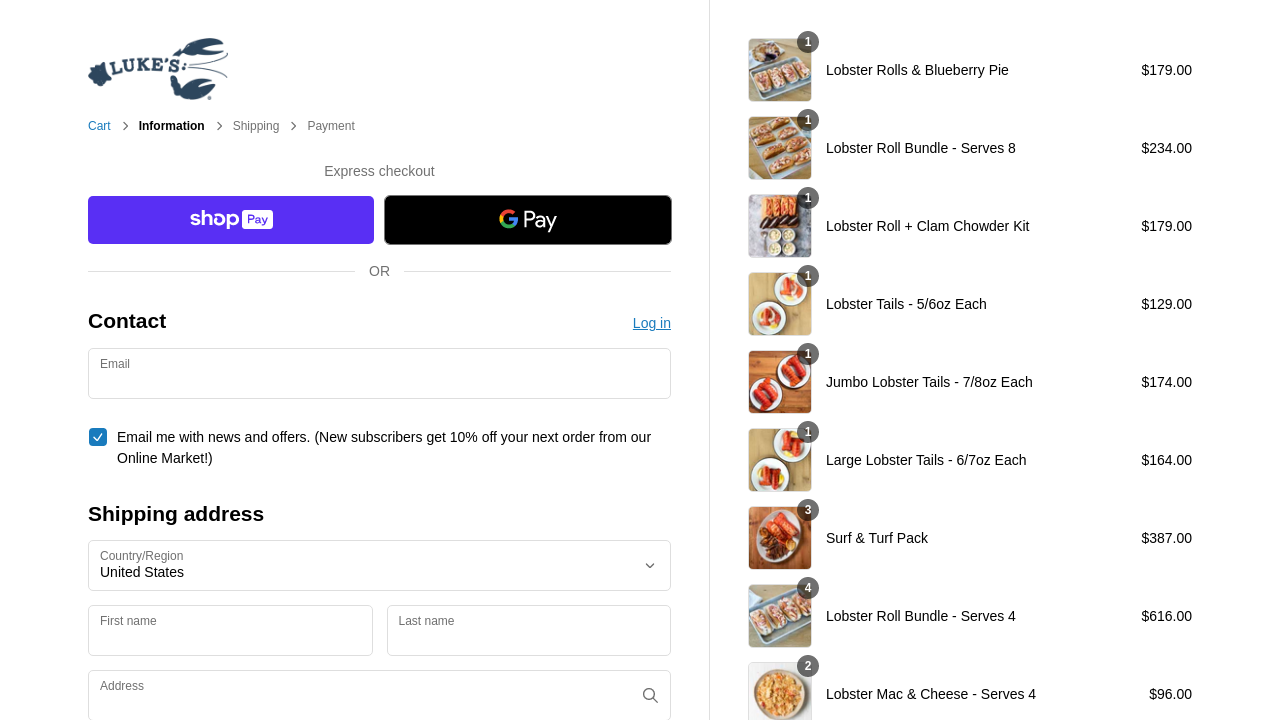 LUKE'S
Cart
Information
Shipping
Payment
Express checkout
shop Pay
G Pay
OR
Contact
Log in
Email
Email me with news and offers. (New subscribers get 10% off your next order from our
Online Market!)
Shipping address
Country/Region
United States
First name
Last name
Address
1
Lobster Rolls & Blueberry Pie
$179.00
1
Lobster Roll Bundle - Serves 8
$234.00
1
Lobster Roll + Clam Chowder Kit
$179.00
1
Lobster Tails - 5/6oz Each
$129.00
1
Jumbo Lobster Tails - 7/8oz Each
$174.00
1
Large Lobster Tails - 6/7oz Each
$164.00
3
Surf & Turf Pack
$387.00
4
Lobster Roll Bundle - Serves 4
$616.00
2
Lobster Mac & Cheese - Serves 4
$96.00